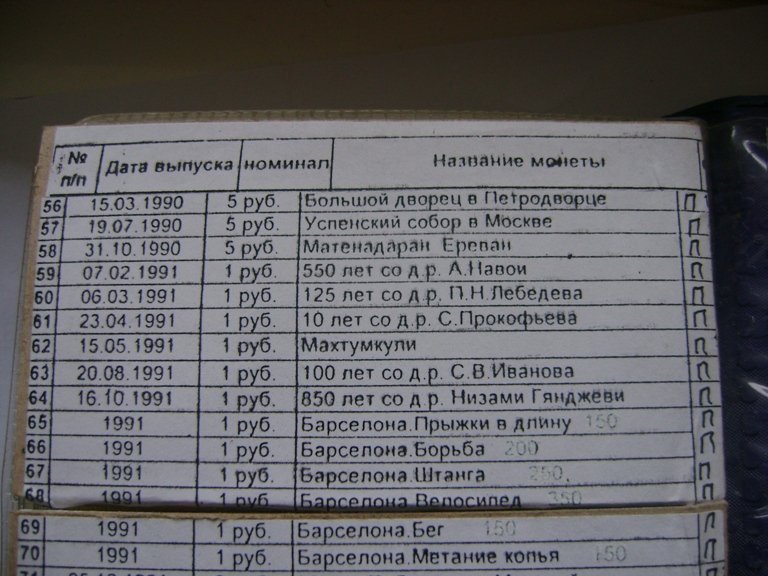 № п/п Дата выпуска номинал Название монеты
56 15.03.1990 5 руб. Большой дворец в Петродворце П
57 19.07.1990 5 руб. Успенский собор в Москве П
58 31.10.1990 5 руб. Матенадаран Ереван П
59 07.02.1991 1 руб. 550 лет со д.р. А.Навои П
60 06.03.1991 1 руб. 125 лет со д.р. П.Н.Лебедева П
61 23.04.1991 1 руб. 10 лет со д.р. С.Прокофьева П
62 15.05.1991 1 руб. Махтумкули П
63 20.08.1991 1 руб. 100 лет со д.р. С.В.Иванова П
64 16.10.1991 1 руб. 850 лет со д.р. Низами Гянджеви П
65 1991 1 руб. Барселона.Прыжки в длину 150 П
66 1991 1 руб. Барселона.Борьба 200 П
67 1991 1 руб. Барселона.Штанга 250 П
68 1991 1 руб. Барселона.Велосипед 350 П
69 1991 1 руб. Барселона.Бег 150 П
70 1991 1 руб. Барселона.Метание копья 150 П